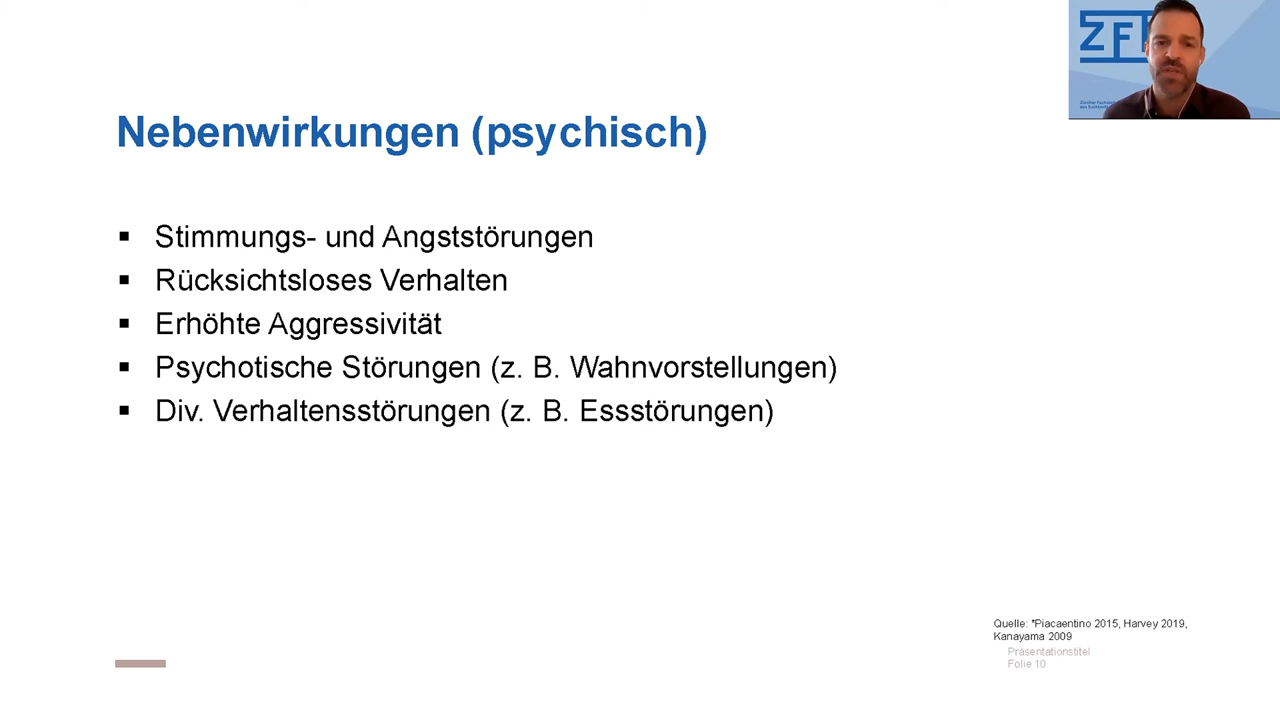 Nebenwirkungen (psychisch)
Stimmungs- und Angststörungen
Rücksichtsloses Verhalten
Erhöhte Aggressivität
Psychotische Störungen (z. B. Wahnvorstellungen)
Div. Verhaltensstörungen (z. B. Essstörungen)
Quelle: *Piacaentino 2015, Harvey 2019,
Kanayama 2009
Präsentationstitel
Folie 10
ZF